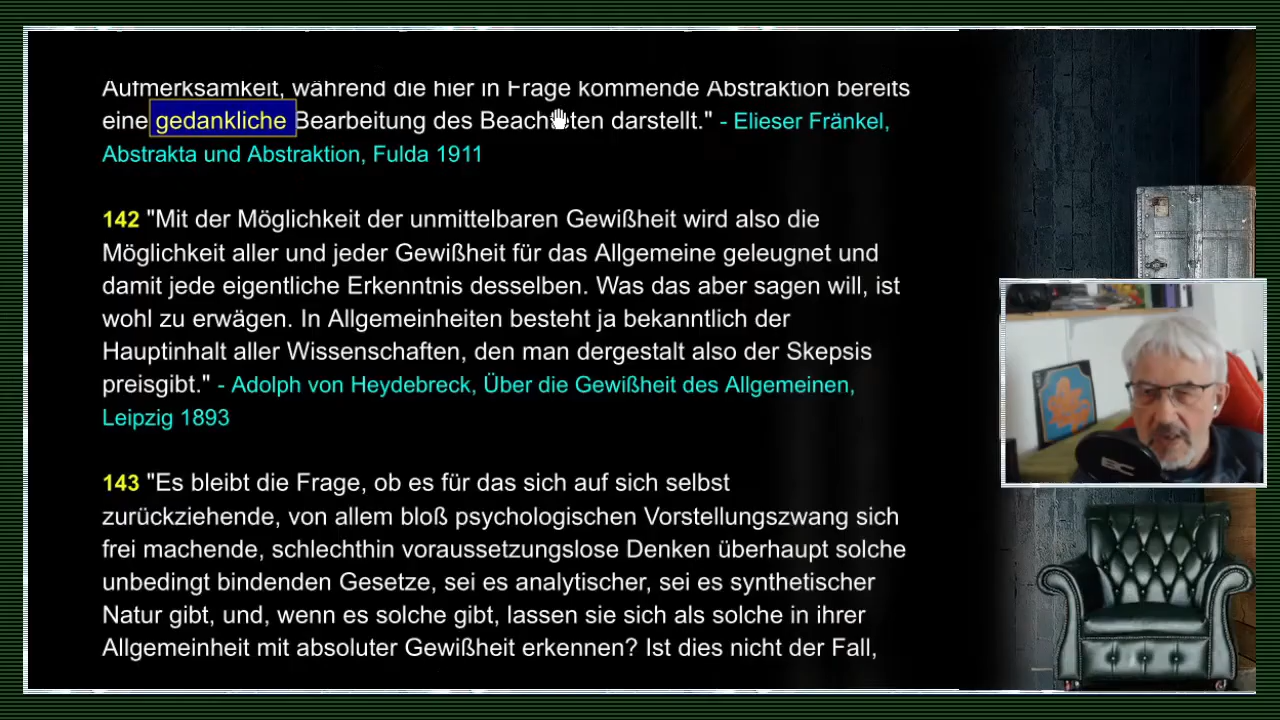 Aufmerksamkeit, während die hier in Frage kommende Abstraktion bereits
eine gedankliche Bearbeitung des Beachteten darstellt." - Elieser Fränkel,
Abstrakta und Abstraktion, Fulda 1911
142 "Mit der Möglichkeit der unmittelbaren Gewißheit wird also die
Möglichkeit aller und jeder Gewißheit für das Allgemeine geleugnet und
damit jede eigentliche Erkenntnis desselben. Was das aber sagen will, ist
wohl zu erwägen. In Allgemeinheiten besteht ja bekanntlich der
Hauptinhalt aller Wissenschaften, den man dergestalt also der Skepsis
preisgibt." - Adolph von Heydebreck, Über die Gewißheit des Allgemeinen,
Leipzig 1893
143 "Es bleibt die Frage, ob es für das sich auf sich selbst
zurückziehende, von allem bloß psychologischen Vorstellungszwang sich
frei machende, schlechthin voraussetzungslose Denken überhaupt solche
unbedingt bindenden Gesetze, sei es analytischer, sei es synthetischer
Natur gibt, und, wenn es solche gibt, lassen sie sich als solche in ihrer
Allgemeinheit mit absoluter Gewißheit erkennen? Ist dies nicht der Fall,